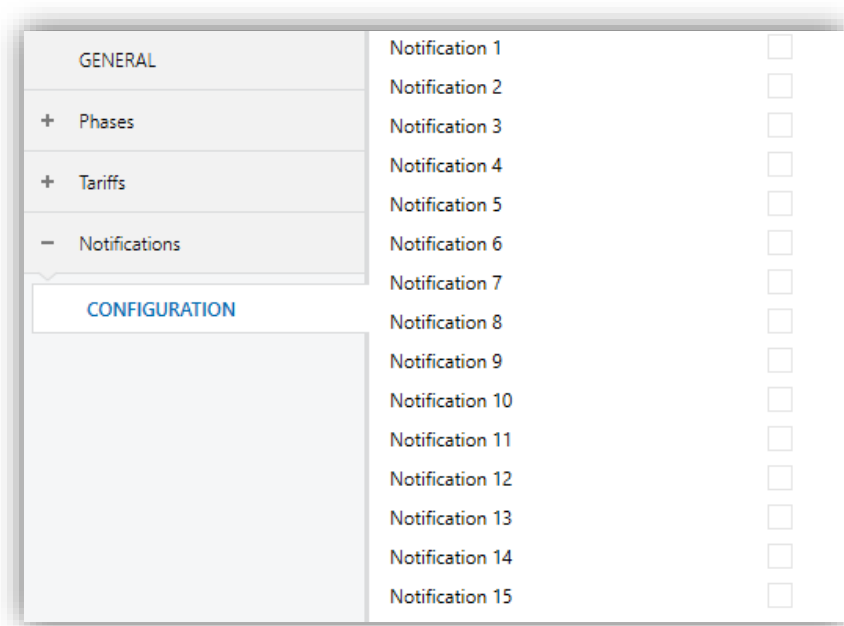 GENERAL
+ Phases
+ Tariffs
- Notifications
CONFIGURATION
Notification 1
Notification 2
Notification 3
Notification 4
Notification 5
Notification 6
Notification 7
Notification 8
Notification 9
Notification 10
Notification 11
Notification 12
Notification 13
Notification 14
Notification 15